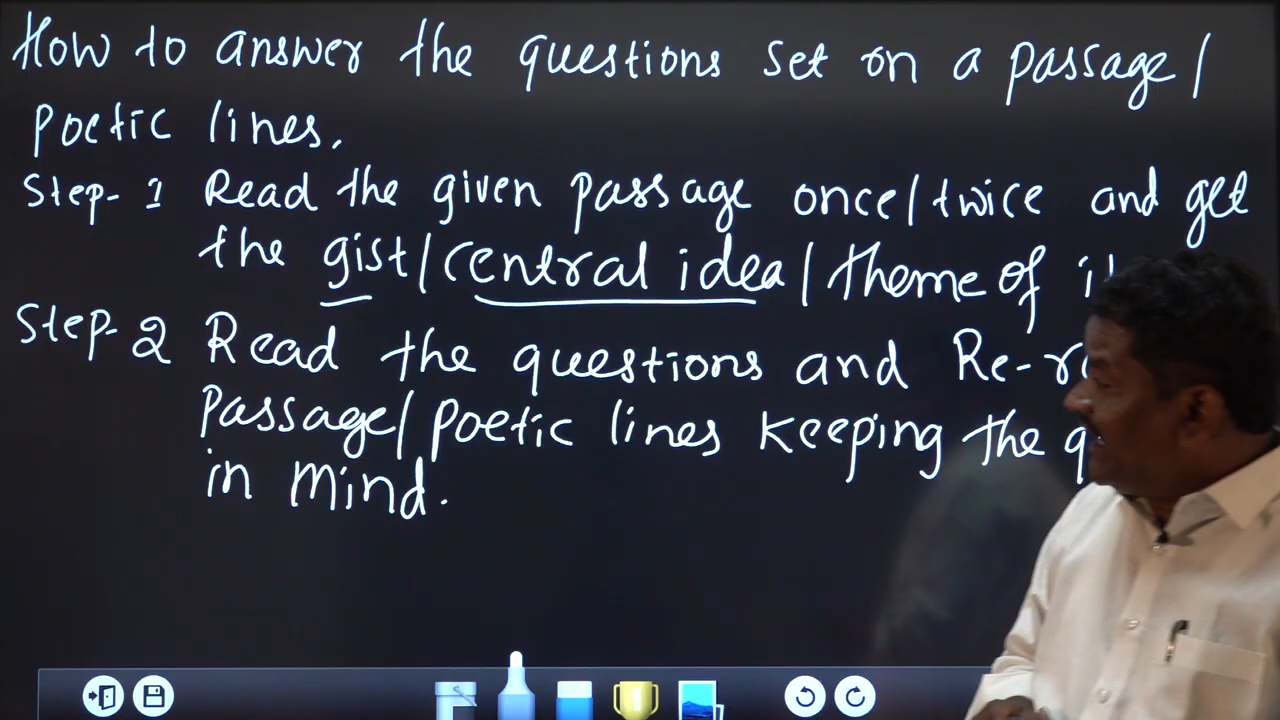 How to answer the questions set on a passage/
Poetic lines.
Step-1 Read the given passage once/twice and get
the gist/central idea/theme of
Step-2 Read the questions and Re-
passage/poetic lines keeping the
in mind.